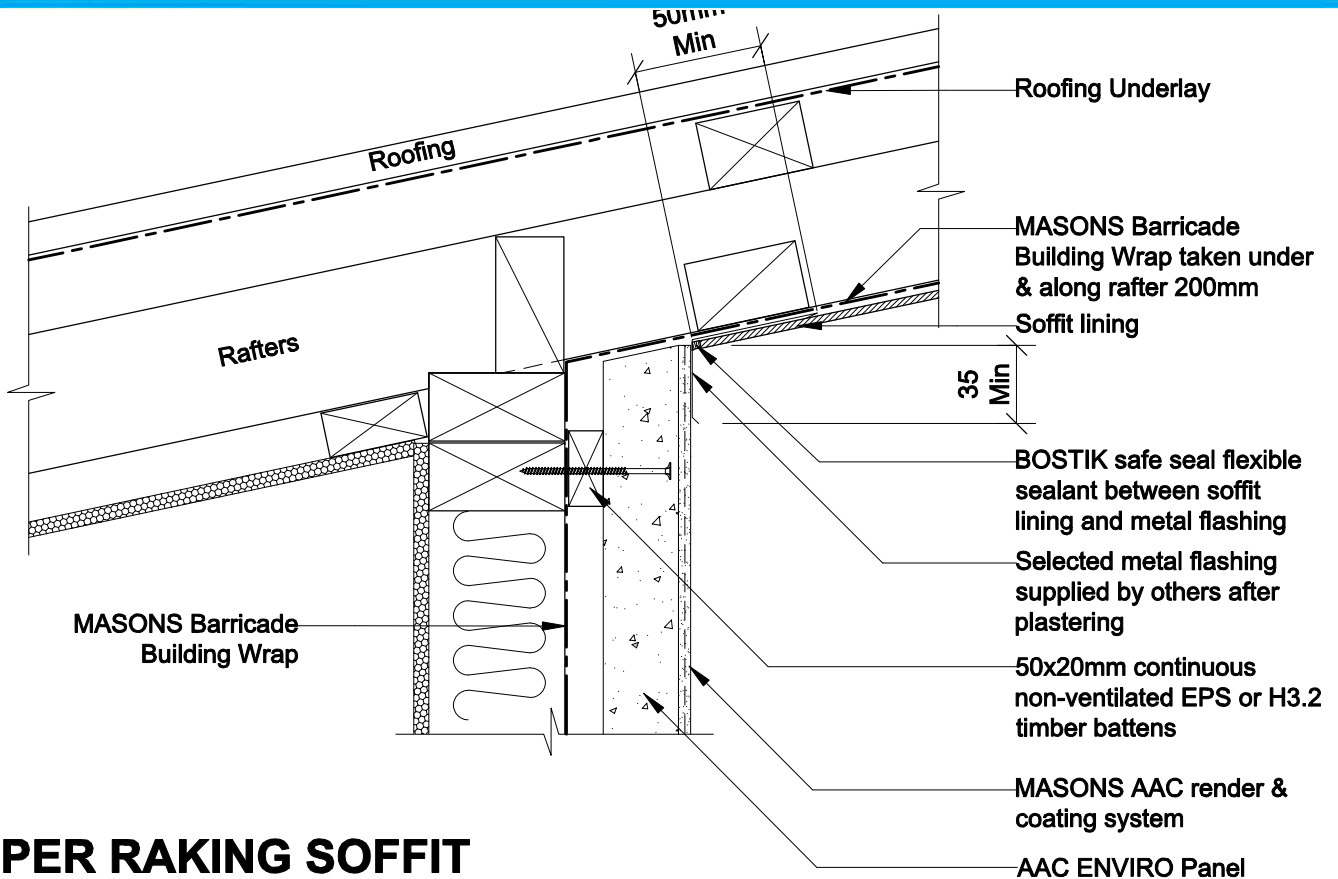 50mm
Min
Roofing Underlay
Roofing
MASONS Barricade
Building Wrap taken under
& along rafter 200mm
Soffit lining
Rafters
35
Min
BOSTIK safe seal flexible
sealant between soffit
lining and metal flashing
Selected metal flashing
supplied by others after
plastering
MASONS Barricade
Building Wrap
50x20mm continuous
non-ventilated EPS or H3.2
timber battens
MASONS AAC render &
coating system
AAC ENVIRO Panel
PER RAKING SOFFIT